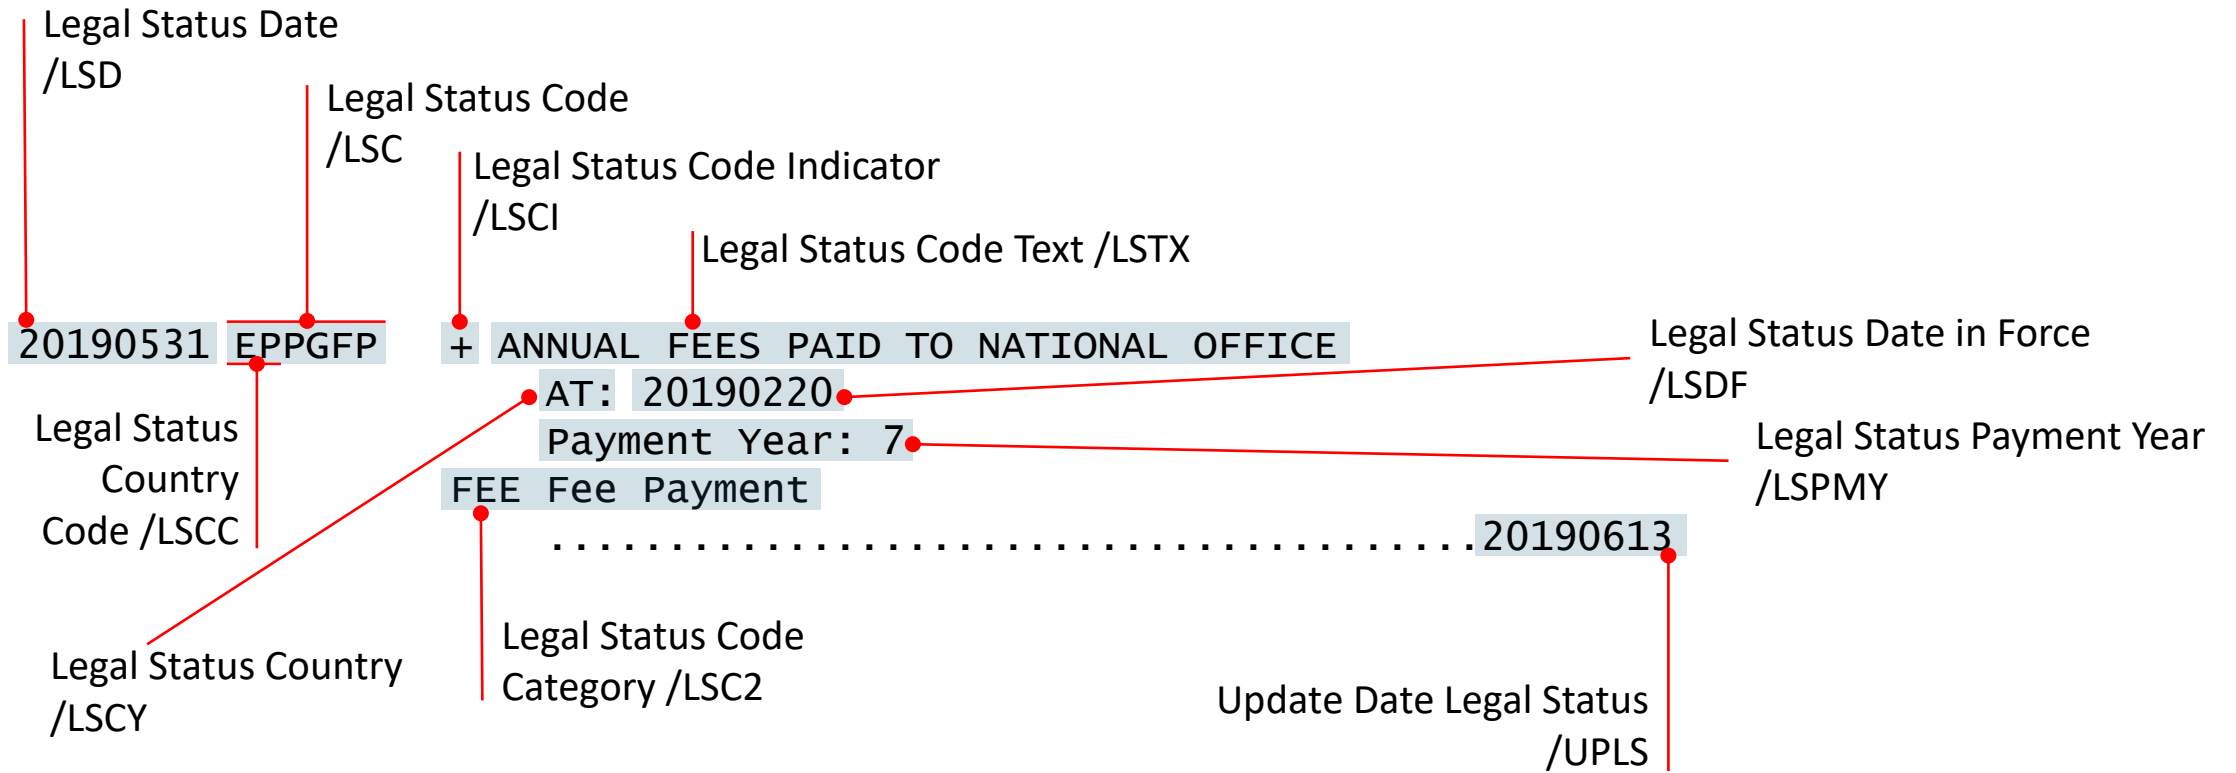 Legal Status Date
/LSD
Legal Status Code
/LSC
Legal Status Code Indicator
/LSCI
Legal Status Code Text /LSTX
20190531 EPPGFP + ANNUAL FEES PAID TO NATIONAL OFFICE
AT: 20190220
Payment Year: 7
FEE Fee Payment
.......................................20190613
Legal Status Date in Force
/LSDF
Legal Status Payment Year
/LSPMY
Legal Status
Country
Code /LSCC
Legal Status Country
/LSCY
Legal Status Code
Category /LSC2
Update Date Legal Status
/UPLS